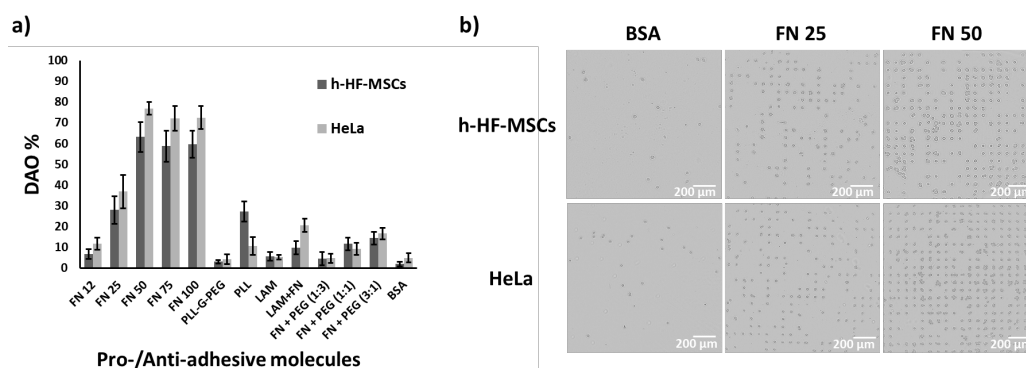 a)
100
90
80
70
60
50
40
30
20
10
0
DAO %
h-HF-MSCs
HeLa
FN 12
FN 25
FN 50
FN 75
FN 100
PLL-G-PEG
PLL
LAM
LAM+FN
FN + PEG (1:3)
FN + PEG (1:1)
FN + PEG (3:1)
BSA
Pro-/Anti-adhesive molecules
b)
BSA FN 25 FN 50
h-HF-MSCs
200 µm 200 µm 200 µm
HeLa
200 µm 200 µm 200 µm